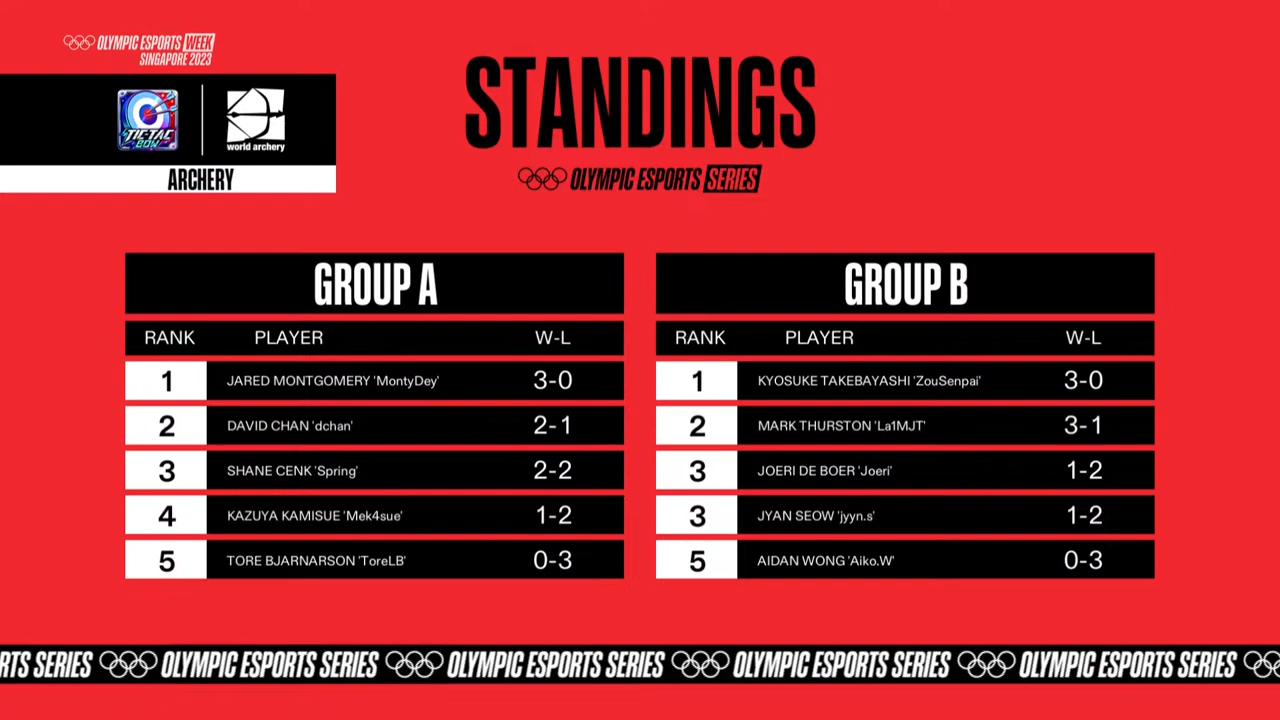 OLYMPIC ESPORTS WEEK
SINGAPORE 2023
TIC TAC
BOW
world archery
ARCHERY
STANDINGS
OLYMPIC ESPORTS SERIES
GROUP A
RANK PLAYER W-L
1 JARED MONTGOMERY 'MontyDey' 3-0
2 DAVID CHAN 'dchan' 2-1
3 SHANE CENK 'Spring' 2-2
4 KAZUYA KAMISUE 'Mek4sue' 1-2
5 TORE BJARNARSON 'ToreLB' 0-3
GROUP B
RANK PLAYER W-L
1 KYOSUKE TAKEBAYASHI 'ZouSenpai' 3-0
2 MARK THURSTON 'La1MJT' 3-1
3 JOERI DE BOER 'Joeri' 1-2
3 JYAN SEOW 'jyyn.s' 1-2
5 AIDAN WONG 'Aiko.W' 0-3
RTS SERIES OLYMPIC ESPORTS SERIES OLYMPIC ESPORTS SERIES OLYMPIC ESPORTS SERIES OLYMPIC ESPORTS SERIES